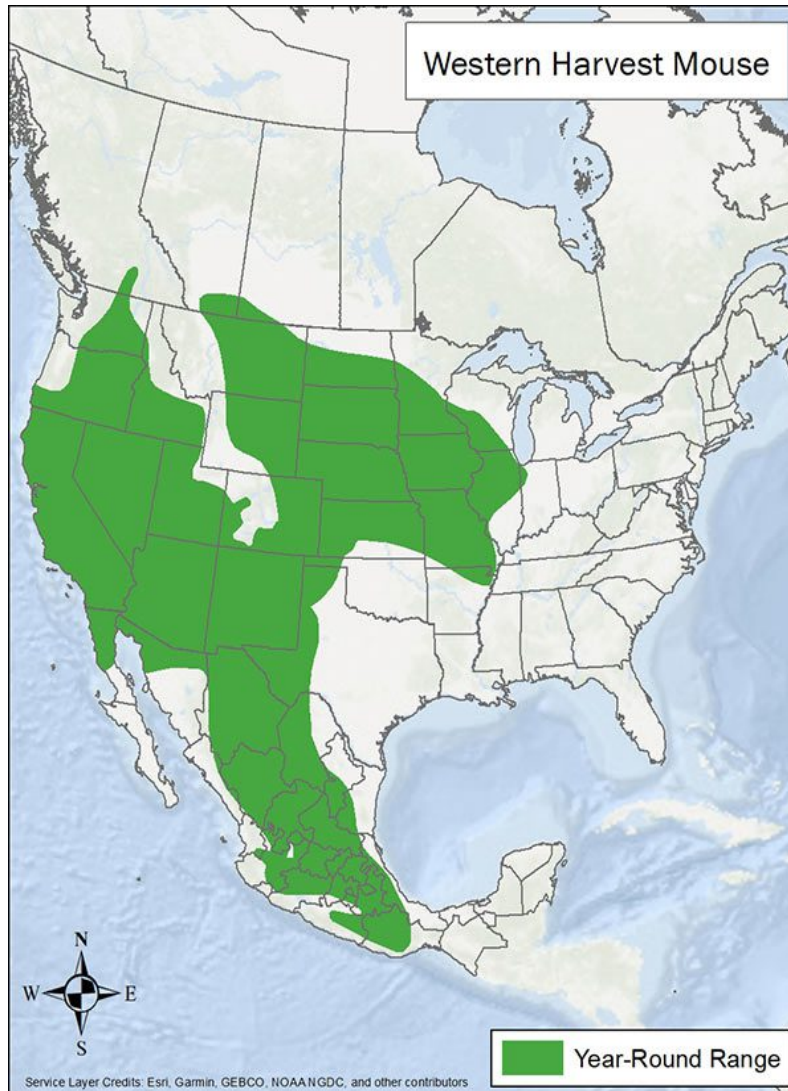 Western Harvest Mouse
N
W E
S
Year-Round Range
Service Layer Credits: Esri, Garmin, GEBCO, NOAA NGDC, and other contributors